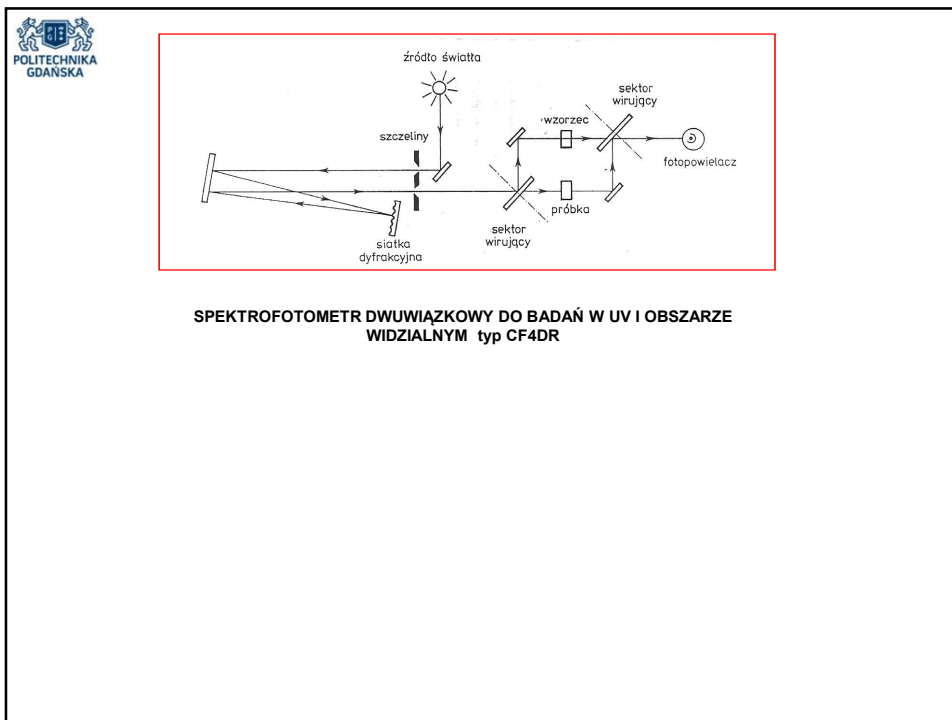 POLITECHNIKA
GDAŃSKA
źródło światła
sektor
wirujący
szczeliny
wzorzec
fotopowielacz
próbka
sektor
wirujący
siatka
dyfrakcyjna
SPEKTROFOTOMETR DWUWIĄZKOWY DO BADAŃ W UV I OBSZARZE
WIDZIALNYM typ CF4DR